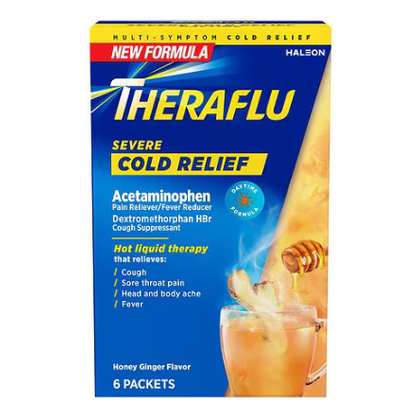 MULTI-SYMPTOM COLD RELIEF
NEW FORMULA
HALEON
THERAFLU
SEVERE
COLD RELIEF
DAYTIME
FORMULA
Acetaminophen
Pain Reliever/Fever Reducer
Dextromethorphan HBr
Cough Suppressant
Hot liquid therapy
that relieves:
/ Cough
/ Sore throat pain
/ Head and body ache
/ Fever
Honey Ginger Flavor
6 PACKETS